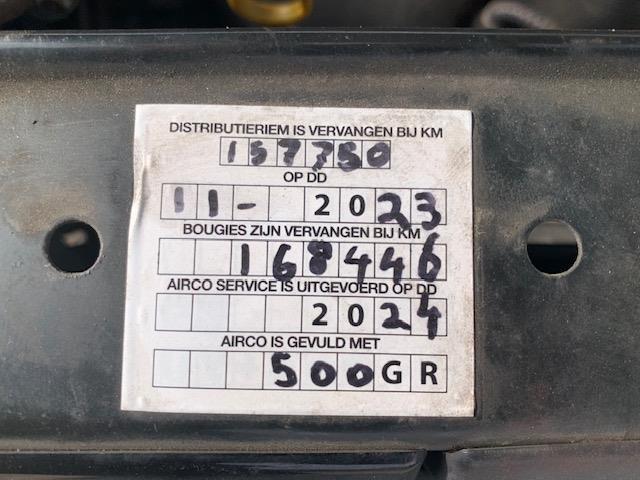 DISTRIBUTIERIEM IS VERVANGEN BIJ KM
157750
OP DD
11- 2023
BOUGIES ZIJN VERVANGEN BIJ KM
168446
AIRCO SERVICE IS UITGEVOERD OP DD
2024
AIRCO IS GEVULD MET
500GR